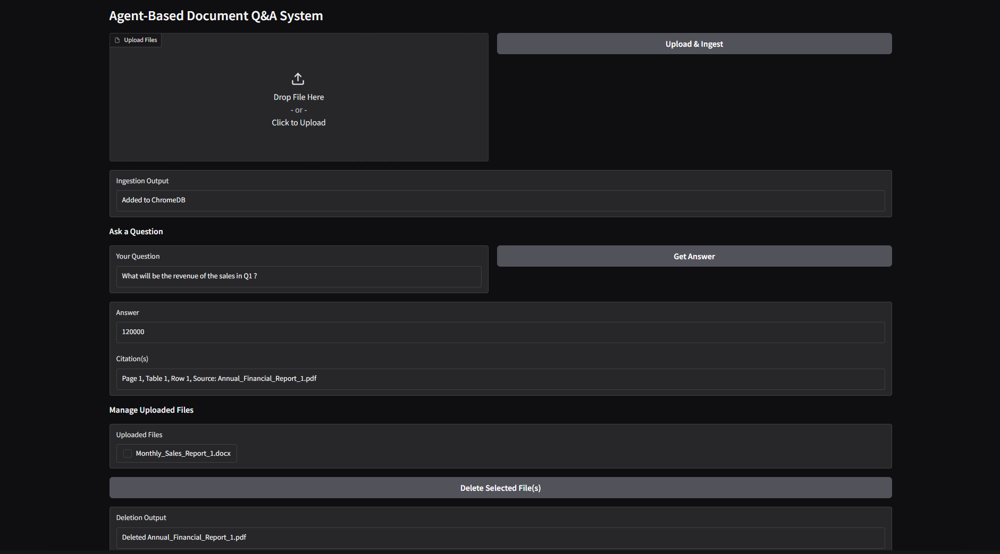 Agent-Based Document Q&A System
Upload Files
Upload & Ingest
Drop File Here
- or -
Click to Upload
Ingestion Output
Added to ChromeDB
Ask a Question
Your Question
What will be the revenue of the sales in Q1 ?
Get Answer
Answer
120000
Citation(s)
Page 1, Table 1, Row 1, Source: Annual_Financial_Report_1.pdf
Manage Uploaded Files
Uploaded Files
Monthly_Sales_Report_1.docx
Delete Selected File(s)
Deletion Output
Deleted Annual_Financial_Report_1.pdf